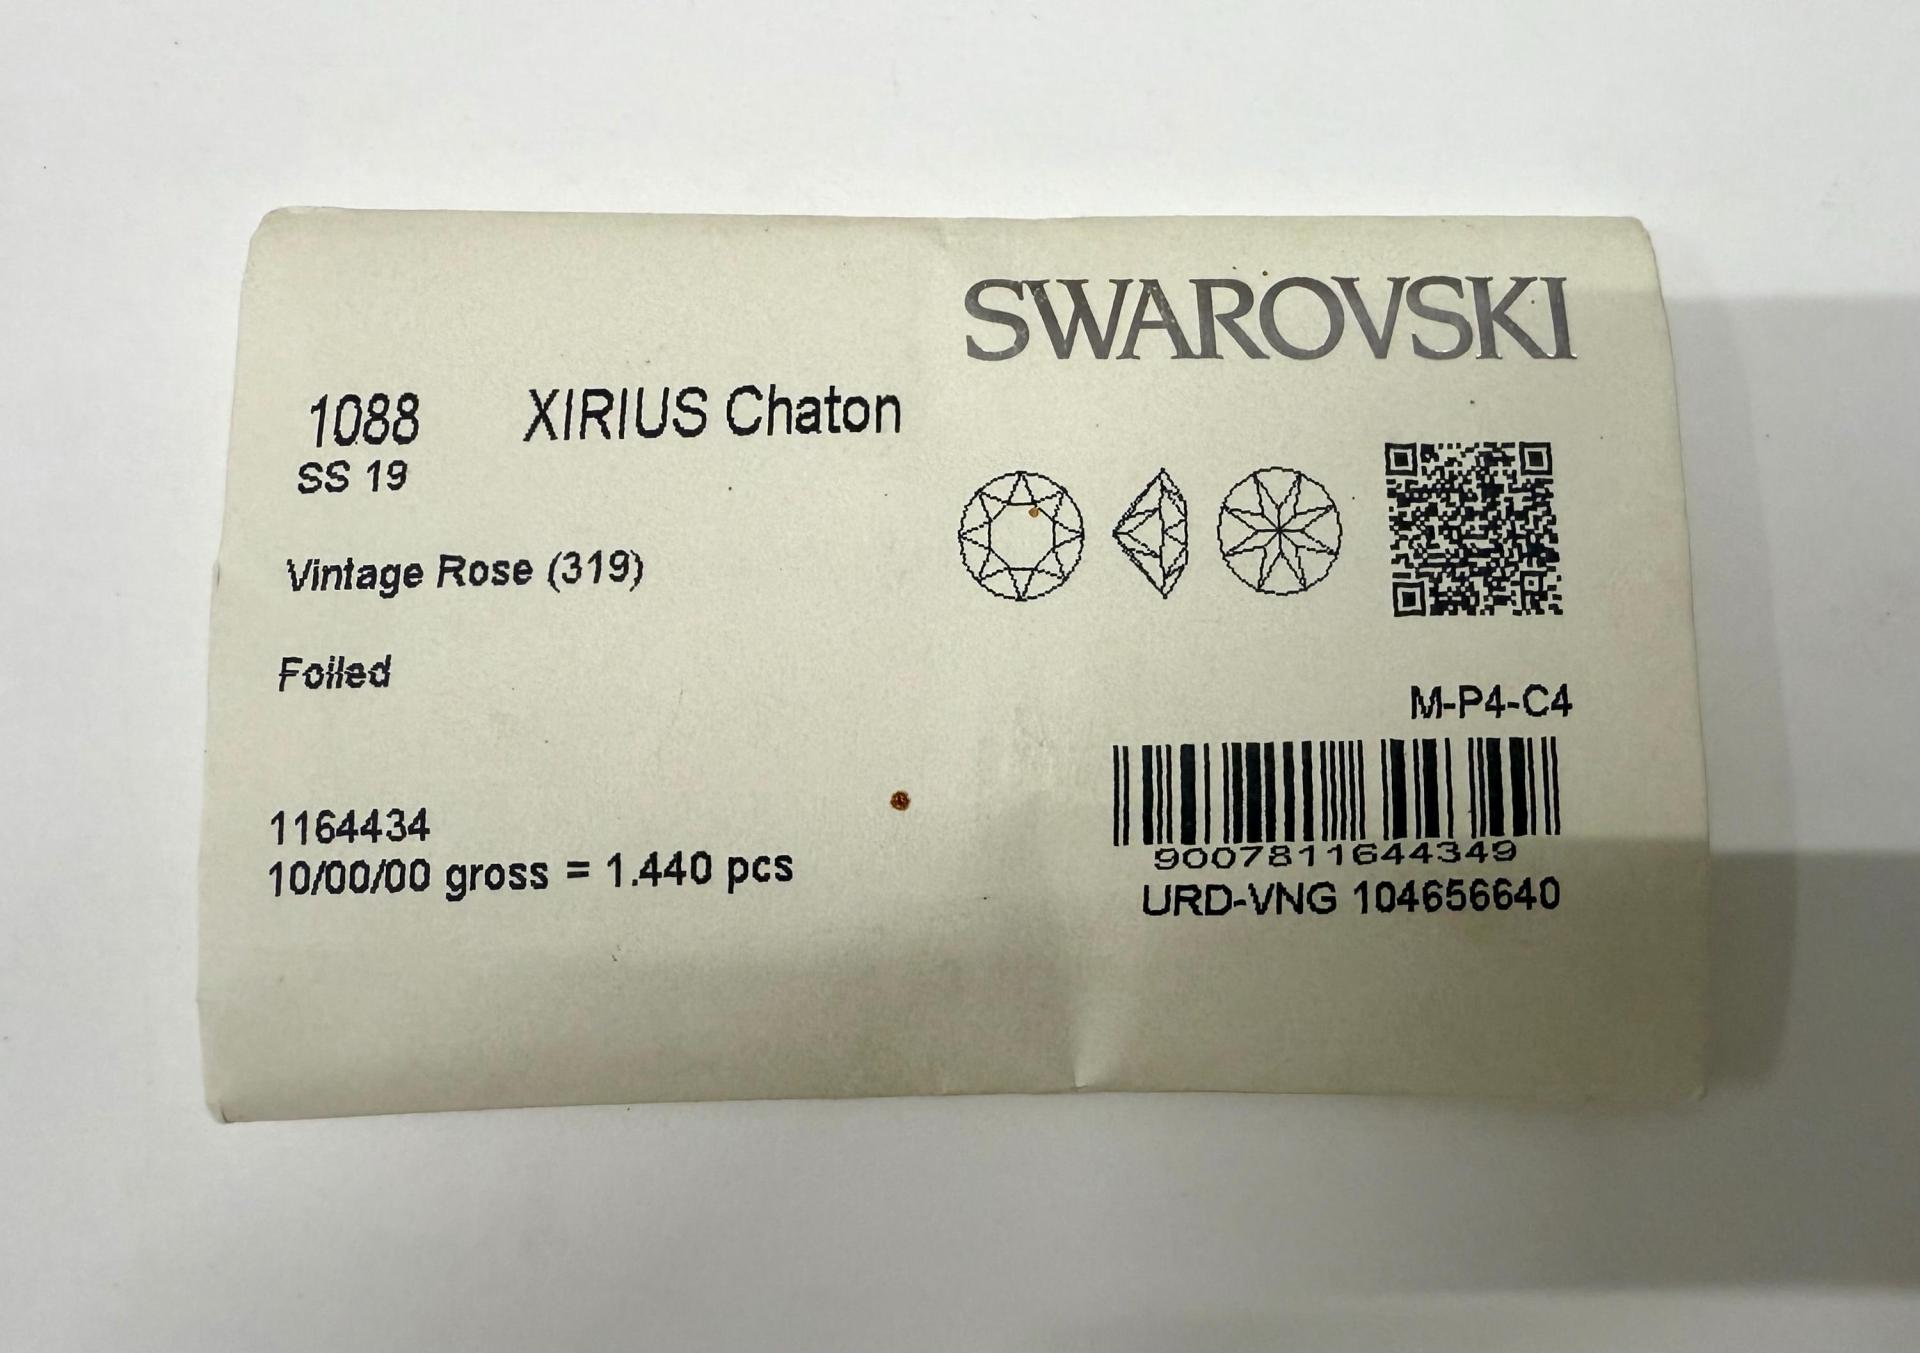 SWAROVSKI
1088 XIRIUS Chaton
SS 19
Vintage Rose (319)
Foiled
M-P4-C4
1164434
10/00/00 gross = 1.440 pcs
9007811644349
URD-VNG 104656640